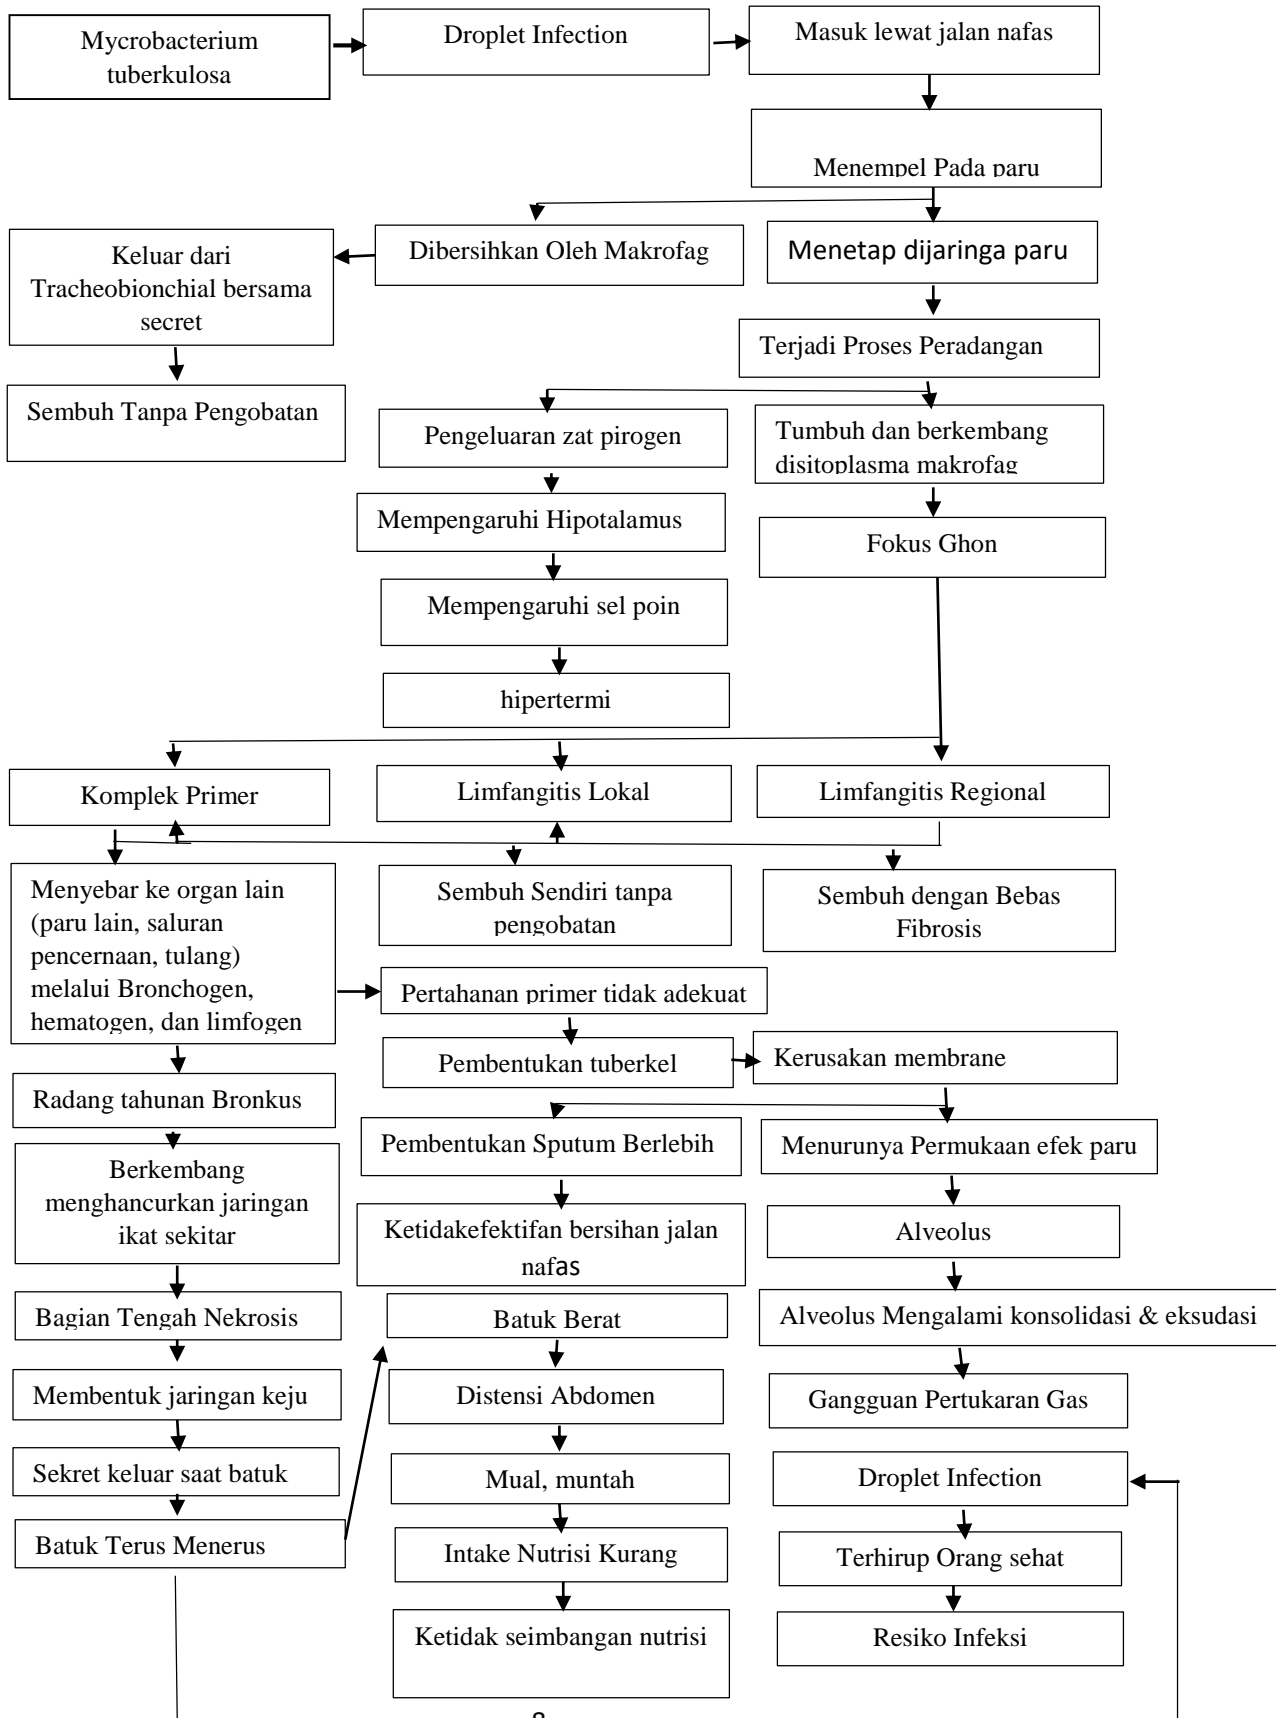 Mycrobacterium
tuberkulosa
Droplet Infection
Masuk lewat jalan nafas
Menempel Pada paru
Dibersihkan Oleh Makrofag
Menetap dijaringa paru
Keluar dari
Tracheobionchial bersama
secret
Terjadi Proses Peradangan
Sembuh Tanpa Pengobatan
Pengeluaran zat pirogen
Tumbuh dan berkembang
disitoplasma makrofag
Mempengaruhi Hipotalamus
Fokus Ghon
Mempengaruhi sel poin
hipertermi
Komplek Primer
Limfangitis Lokal
Limfangitis Regional
Menyebar ke organ lain
(paru lain, saluran
pencernaan, tulang)
melalui Bronchogen,
hematogen, dan limfogen
Sembuh Sendiri tanpa
pengobatan
Sembuh dengan Bebas
Fibrosis
Pertahanan primer tidak adekuat
Pembentukan tuberkel
Kerusakan membrane
Radang tahunan Bronkus
Pembentukan Sputum Berlebih
Menurunya Permukaan efek paru
Berkembang
menghancurkan jaringan
ikat sekitar
Ketidakefektifan bersihan jalan
nafas
Alveolus
Bagian Tengah Nekrosis
Batuk Berat
Alveolus Mengalami konsolidasi & eksudasi
Membentuk jaringan keju
Distensi Abdomen
Gangguan Pertukaran Gas
Sekret keluar saat batuk
Mual, muntah
Droplet Infection
Batuk Terus Menerus
Intake Nutrisi Kurang
Terhirup Orang sehat
Ketidak seimbangan nutrisi
Resiko Infeksi